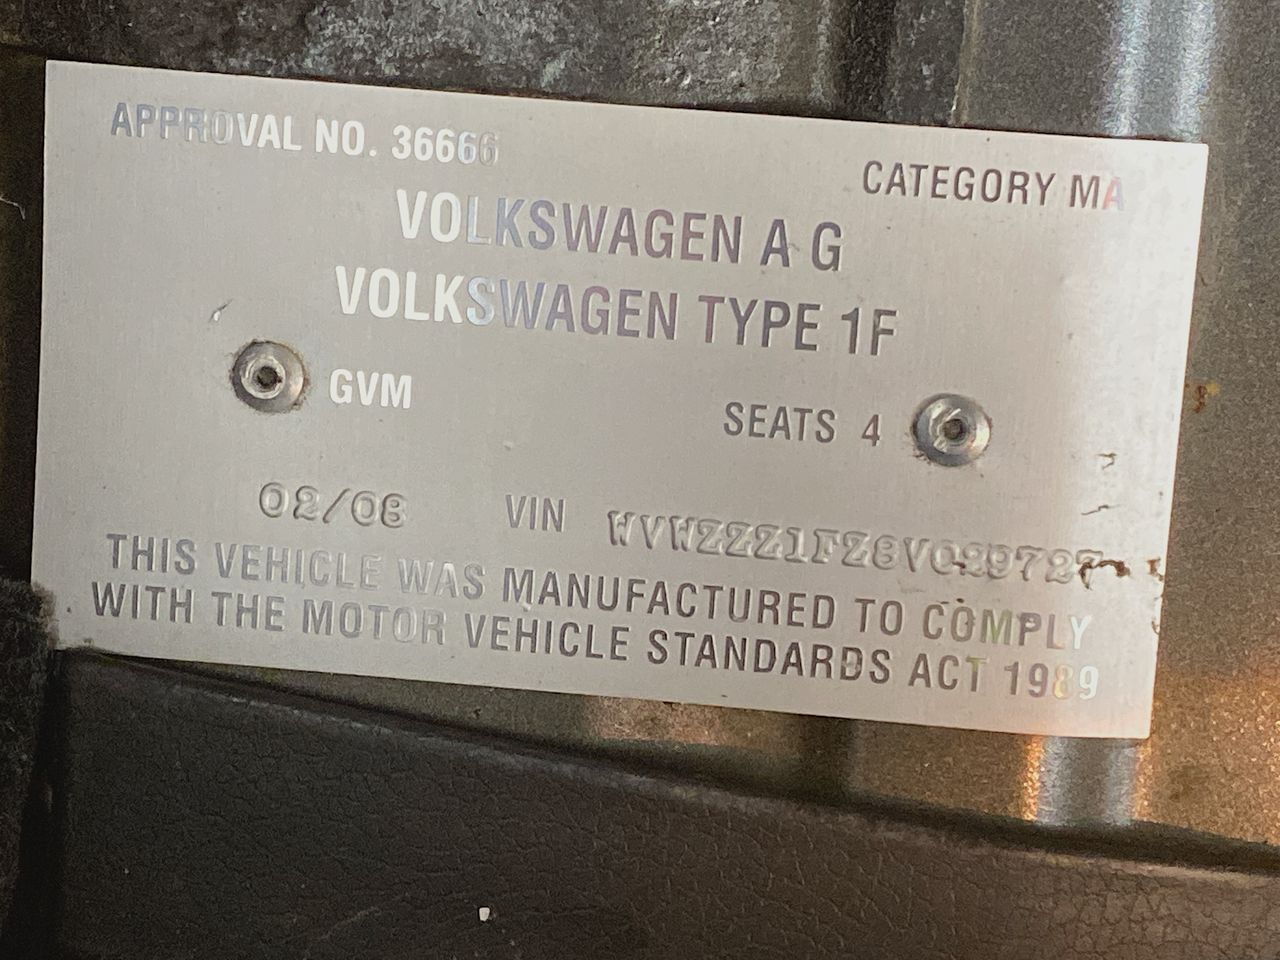 APPROVAL NO. 36666
CATEGORY MA
VOLKSWAGEN A G
VOLKSWAGEN TYPE 1F
GVM
SEATS 4
02/08 VIN WVWZZZ1FZ8V029727
THIS VEHICLE WAS MANUFACTURED TO COMPLY
WITH THE MOTOR VEHICLE STANDARDS ACT 1989